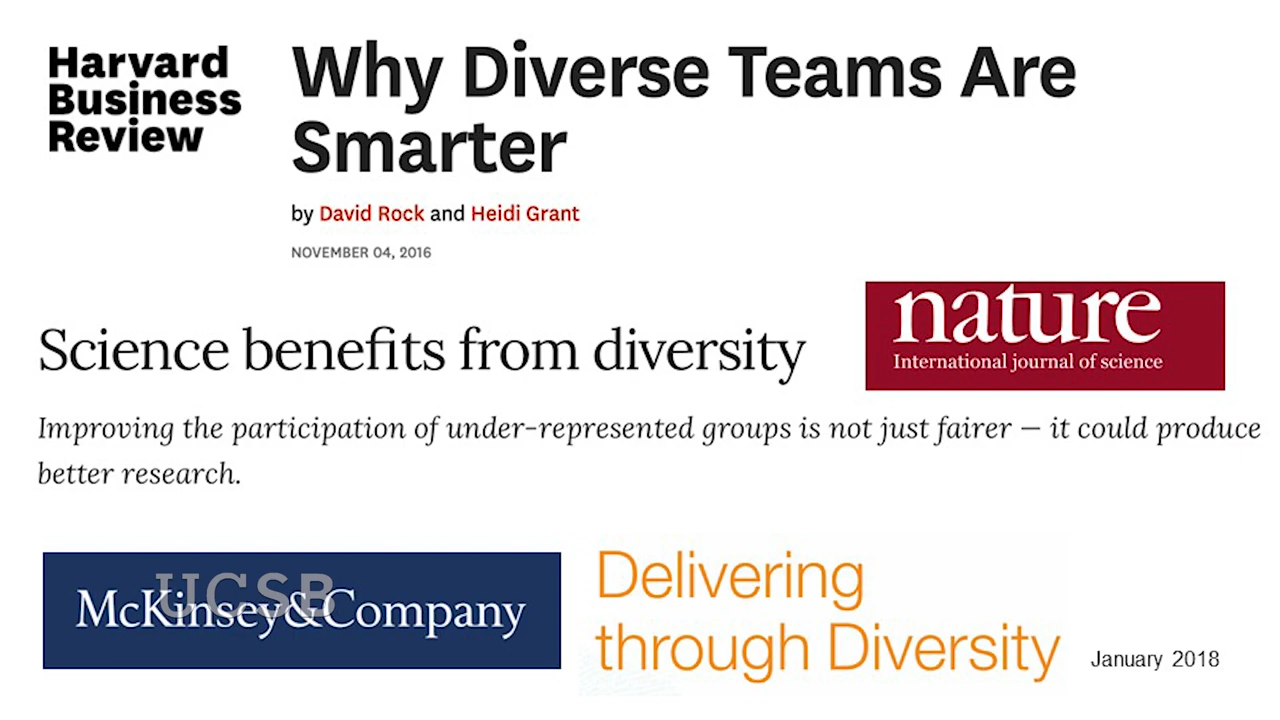 Harvard
Business
Review
Why Diverse Teams Are
Smarter
by David Rock and Heidi Grant
NOVEMBER 04, 2016
Science benefits from diversity
nature
International journal of science
Improving the participation of under-represented groups is not just fairer — it could produce
better research.
UCSB
McKinsey&Company
Delivering
through Diversity
January 2018